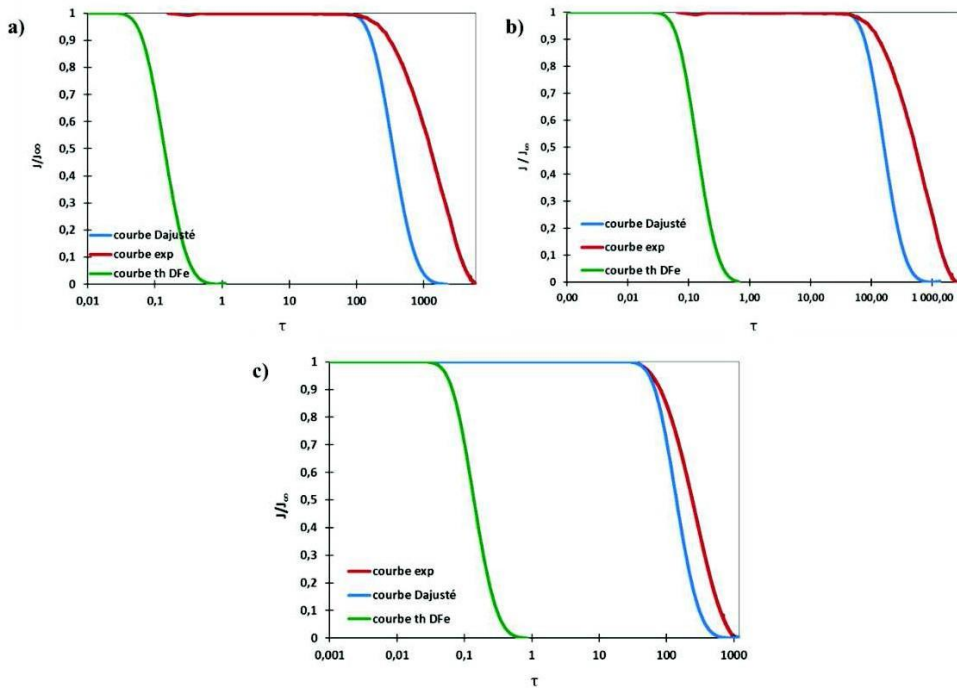 a)
J/J∞
1
0,9
0,8
0,7
0,6
0,5
0,4
0,3
0,2
0,1
0
courbe Dajusté
courbe exp
courbe th DFe
0,01 0,1 1 10 100 1000
τ
b)
J / J∞
1
0,9
0,8
0,7
0,6
0,5
0,4
0,3
0,2
0,1
0
courbe Dajusté
courbe exp
courbe th DFe
0,00 0,01 0,10 1,00 10,00 100,00 1 000,00
τ
c)
J/J∞
1
0,9
0,8
0,7
0,6
0,5
0,4
0,3
0,2
0,1
0
courbe exp
courbe Dajusté
courbe th DFe
0,001 0,01 0,1 1 10 100 1000
τ